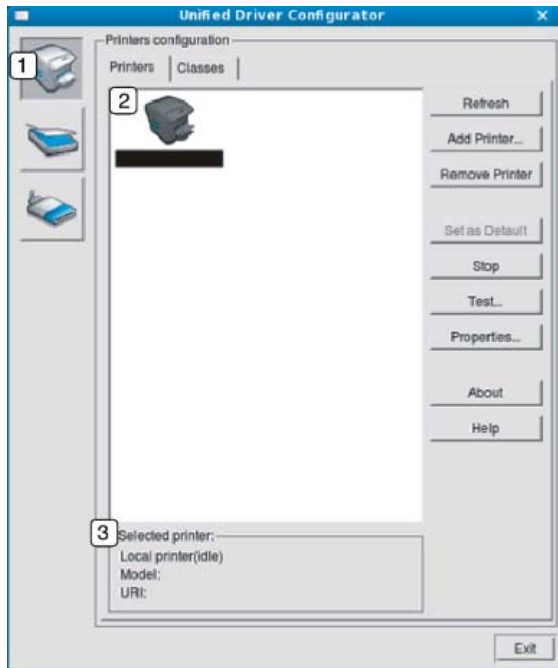 Unified Driver Configurator
Printers configuration
1
Printers
Classes
2
Refresh
Add Printer...
Remove Printer
Set as Default
Stop
Test...
Properties...
About
Help
3
Selected printer:
Local printer(idle)
Model:
URI:
Exit